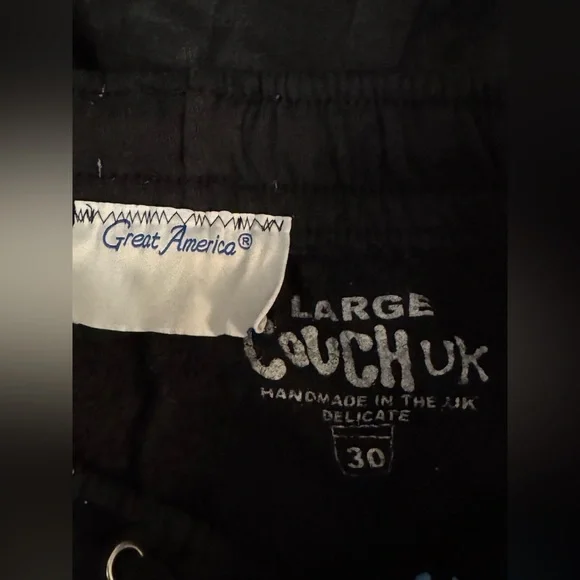 Great America®
LARGE
COUCH UK
HANDMADE IN THE UK
DELICATE
30